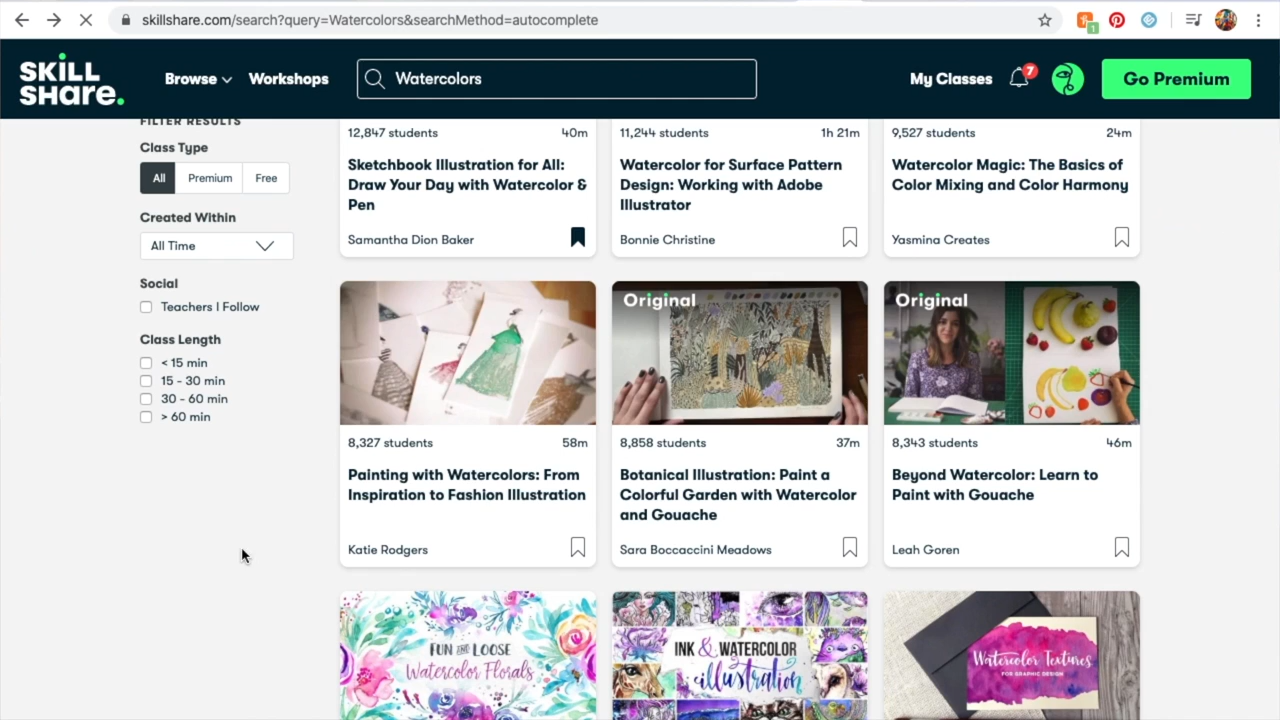 skillshare.com/search?query=Watercolors&searchMethod=autocomplete
1
SKILL
SHARE.
Browse
Workshops
Watercolors
My Classes
7
Go Premium
FILTER RESULTS
Class Type
All
Premium
Free
Created Within
All Time
Social
Teachers I Follow
Class Length
< 15 min
15 - 30 min
30 - 60 min
> 60 min
12,847 students
40m
Sketchbook Illustration for All:
Draw Your Day with Watercolor &
Pen
Samantha Dion Baker
11,244 students
1h 21m
Watercolor for Surface Pattern
Design: Working with Adobe
Illustrator
Bonnie Christine
9,527 students
24m
Watercolor Magic: The Basics of
Color Mixing and Color Harmony
Yasmina Creates
8,327 students
58m
Painting with Watercolors: From
Inspiration to Fashion Illustration
Katie Rodgers
Original
8,858 students
37m
Botanical Illustration: Paint a
Colorful Garden with Watercolor
and Gouache
Sara Boccaccini Meadows
Original
8,343 students
46m
Beyond Watercolor: Learn to
Paint with Gouache
Leah Goren
FUN AND LOOSE
Watercolor Florals
INK & WATERCOLOR
illustration
Watercolor Textures
FOR GRAPHIC DESIGN